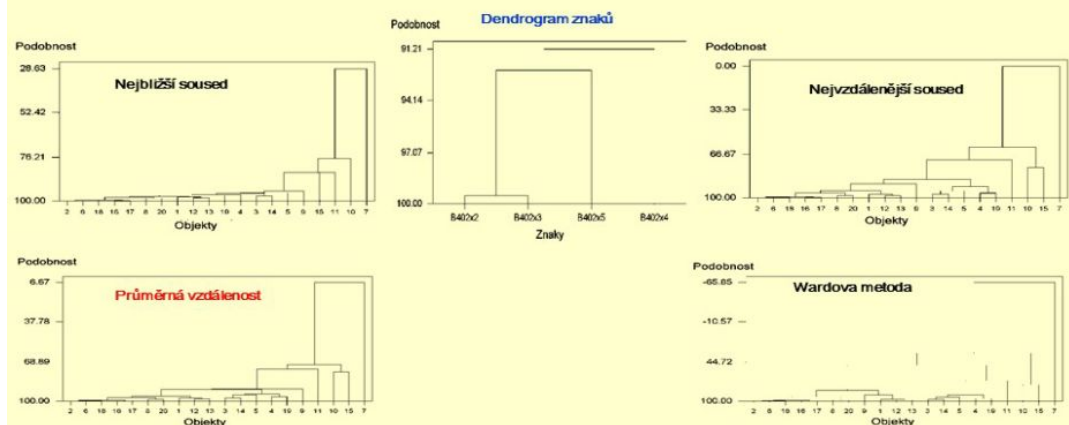 Dendrogram znaků
Podobnost
Nejbližší soused
28.63
52.42
76.21
100.00
2 6 18 16 17 8 20 1 12 13 19 4 3 14 5 9 15 11 10 7
Objekty
Podobnost
91.21
94.14
97.07
100.00
B402x2 B402x3 B402x5 B402x4
Znaky
Podobnost
Nejvzdálenější soused
0.00
33.33
66.67
100.00
2 6 18 16 17 8 20 1 12 13 9 3 14 5 4 19 11 10 15 7
Objekty
Podobnost
Průměrná vzdálenost
6.67
37.78
68.89
100.00
2 6 18 16 17 8 20 1 12 13 3 14 5 4 19 9 11 10 15 7
Objekty
Podobnost
Wardova metoda
-65.85
-10.57
44.72
100.00
2 6 18 16 17 8 20 9 1 12 13 3 14 5 4 19 11 10 15 7
Objekty